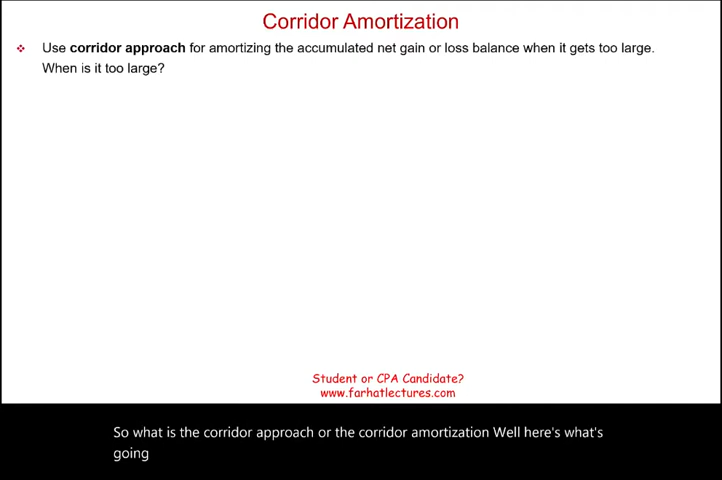 Corridor Amortization
❖ Use corridor approach for amortizing the accumulated net gain or loss balance when it gets too large.
When is it too large?
Student or CPA Candidate?
www.farhatlectures.com
So what is the corridor approach or the corridor amortization Well here's what's
going